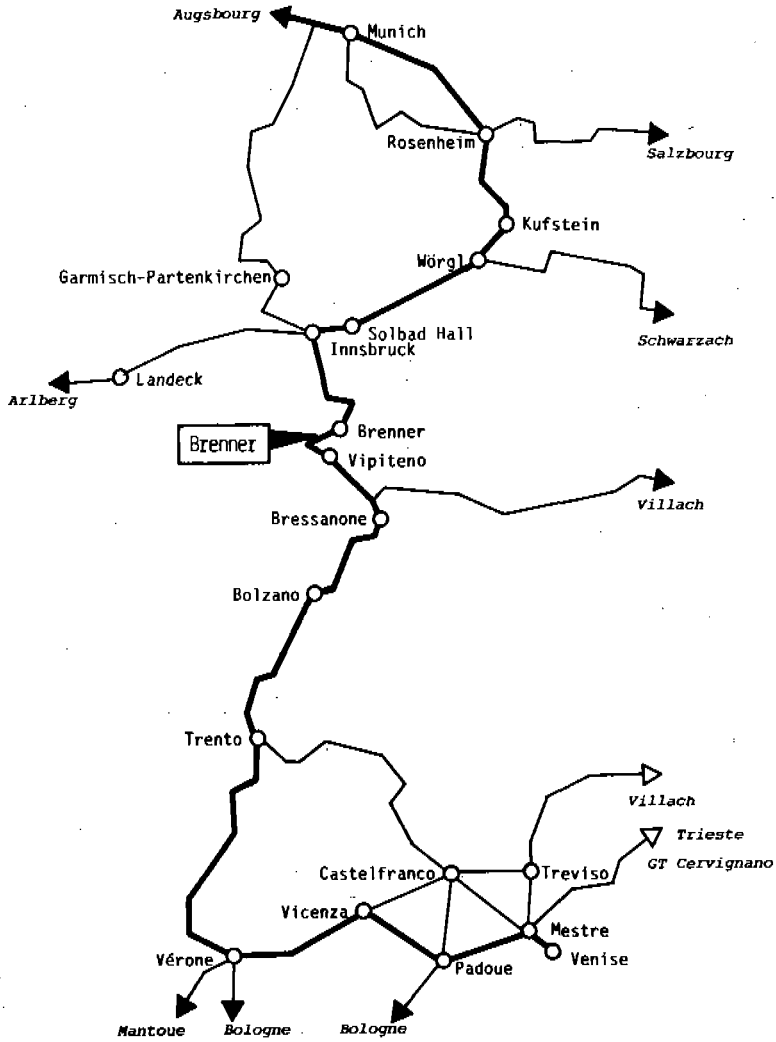 Augsbourg
Munich
Rosenheim
Salzbourg
Kufstein
Wörgl
Garmisch-Partenkirchen
Solbad Hall
Innsbruck
Schwarzach
Landeck
Arlberg
Brenner
Brenner
Vipiteno
Villach
Bressanone
Bolzano
Trento
Villach
Trieste
GT Cervignano
Castelfranco
Treviso
Vicenza
Mestre
Venise
Vérone
Padoue
Mantoue
Bologne
Bologne